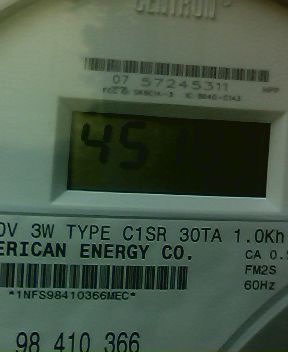 CENTRON
07 57245311
45
0V 3W TYPE C1SR 30TA 1.0Kh
ERICAN ENERGY CO.
CA 0.
FM2S
*1NFS98410366MEC*
60Hz
98 410 366